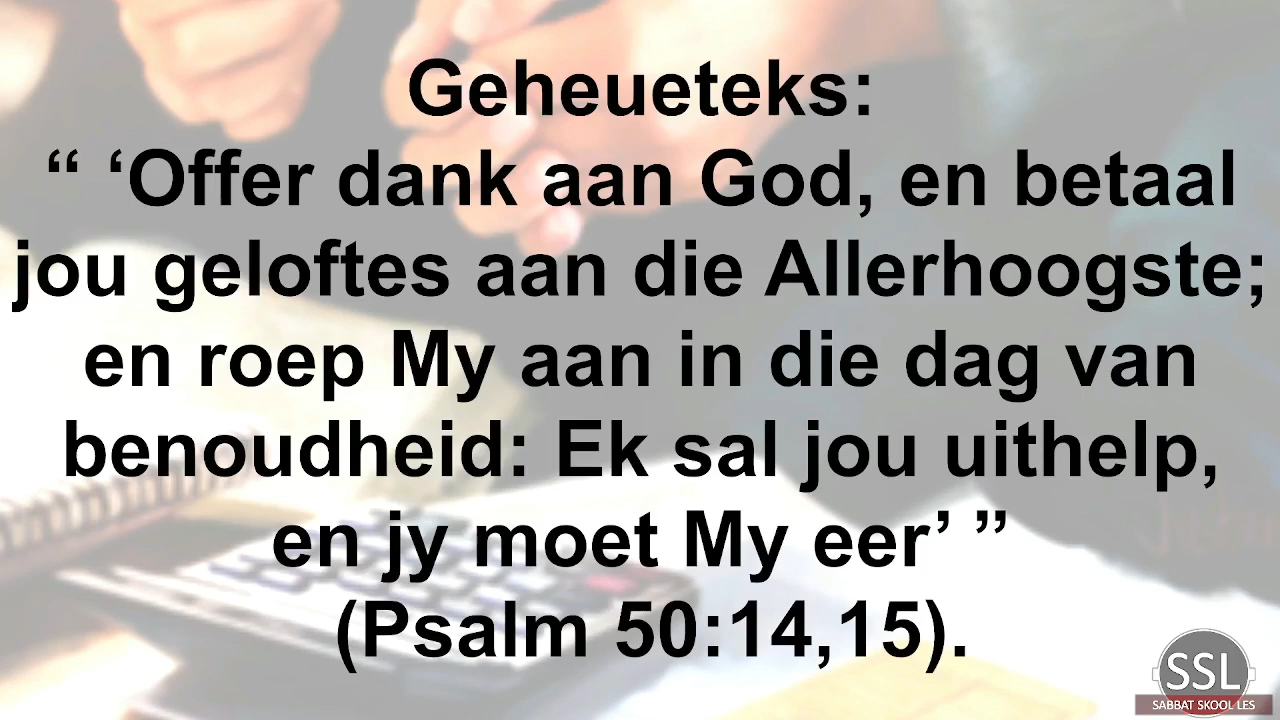 Geheueteks:
“ ‘Offer dank aan God, en betaal
jou geloftes aan die Allerhoogste;
en roep My aan in die dag van
benoudheid: Ek sal jou uithelp,
en jy moet My eer’ ”
(Psalm 50:14,15).
SSL
SABBAT SKOOL LES